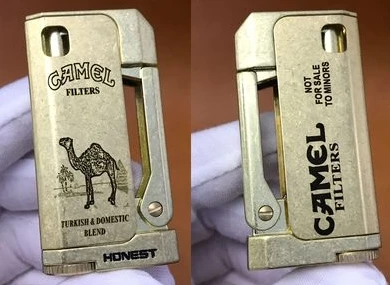 CAMEL
FILTERS
TURKISH & DOMESTIC
BLEND
HONEST
CAMEL
FILTERS
NOT
FOR SALE
TO MINORS